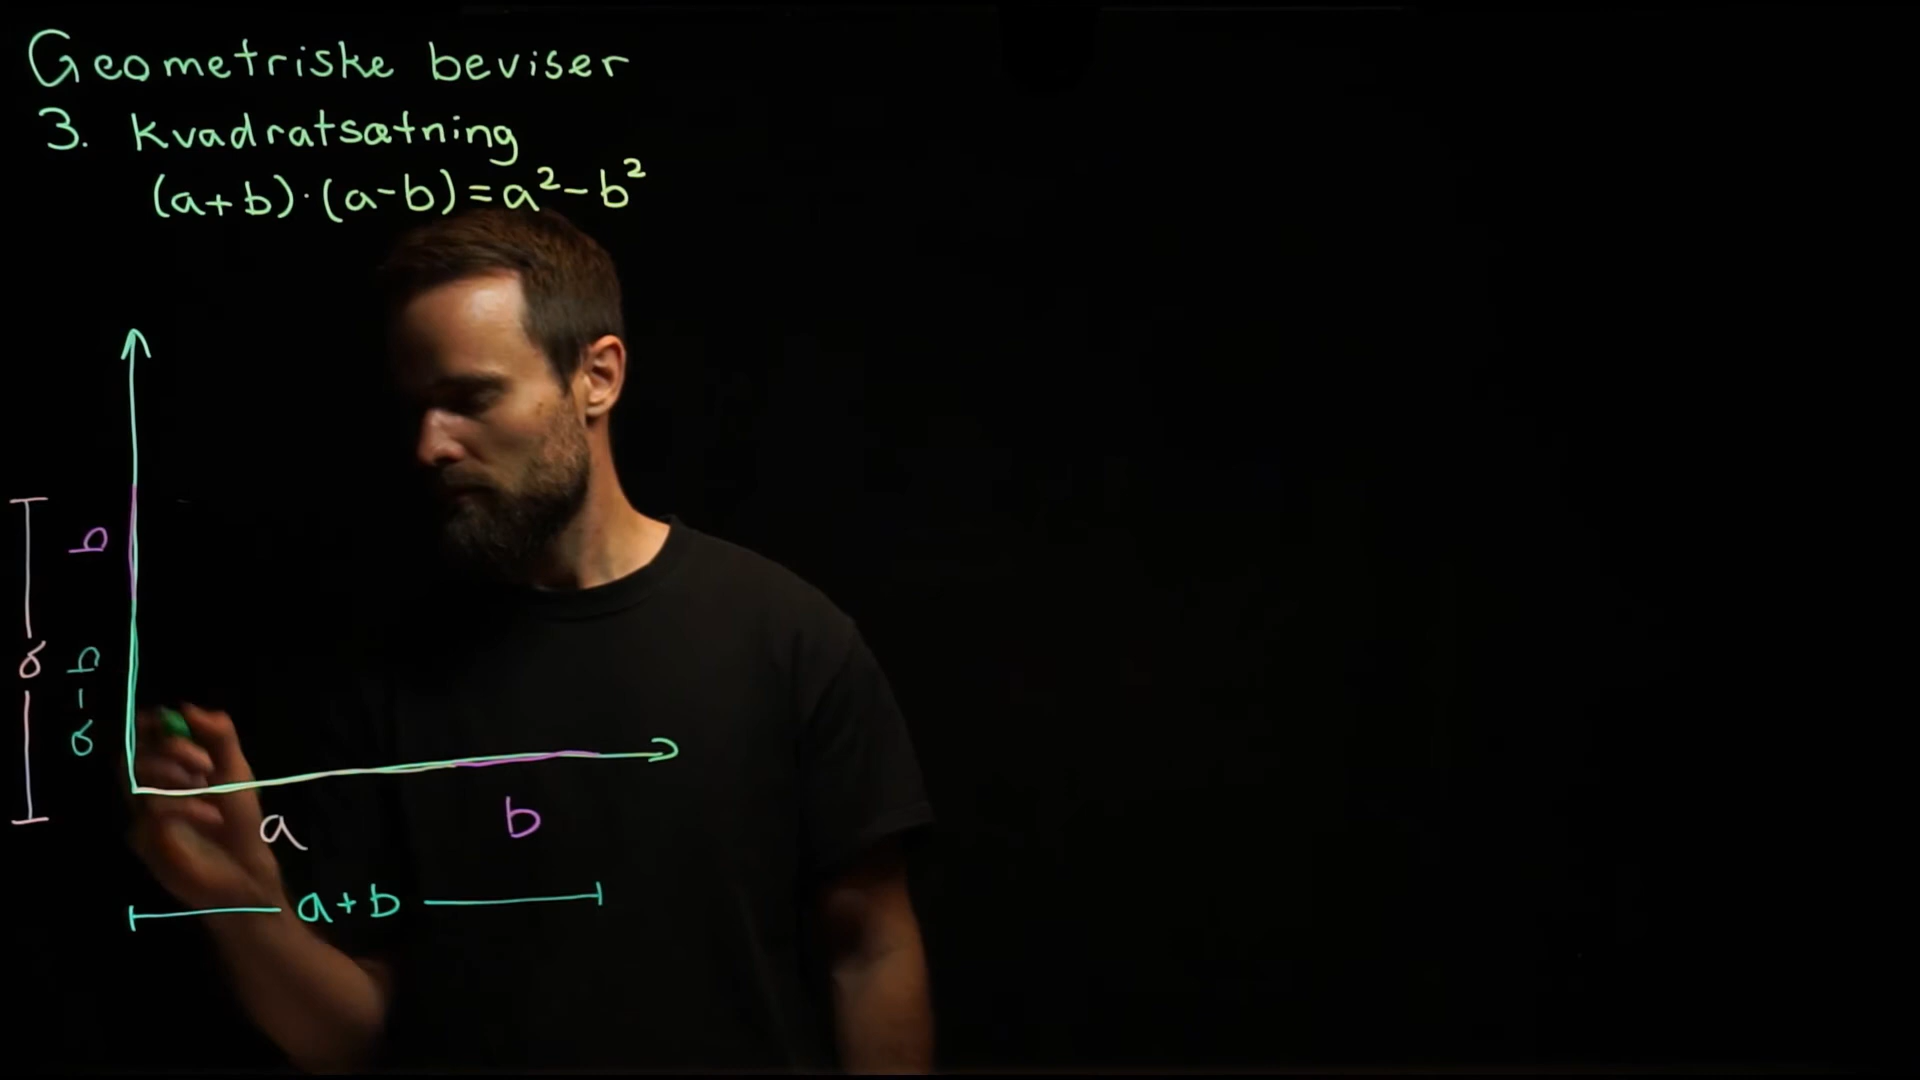 Geometriske beviser
3. kvadratsætning
(a+b)·(a-b)=a²-b²
b
a
a-b
a
b
a+b